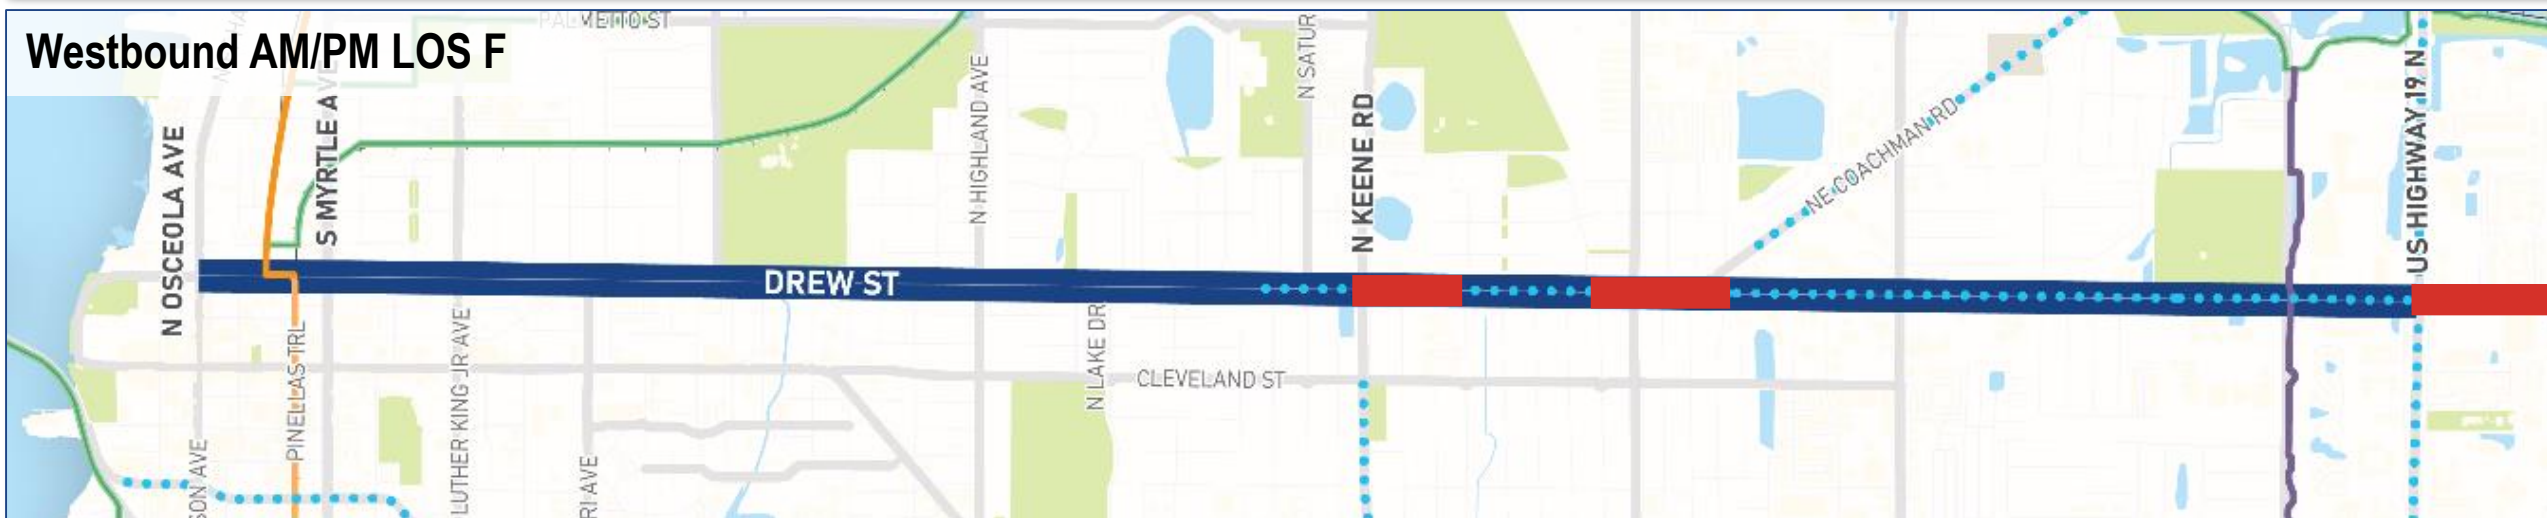 Westbound AM/PM LOS F
PALMETTO ST
N OSCEOLA AVE
S MYRTLE AVE
N HIGHLAND AVE
N SATUR
N KEENE RD
NE COACHMAN RD
US HIGHWAY 19 N
DREW ST
PINELLAS TRL
LUTHER KING JR AVE
N LAKE DR
CLEVELAND ST
SON AVE
RI AVE